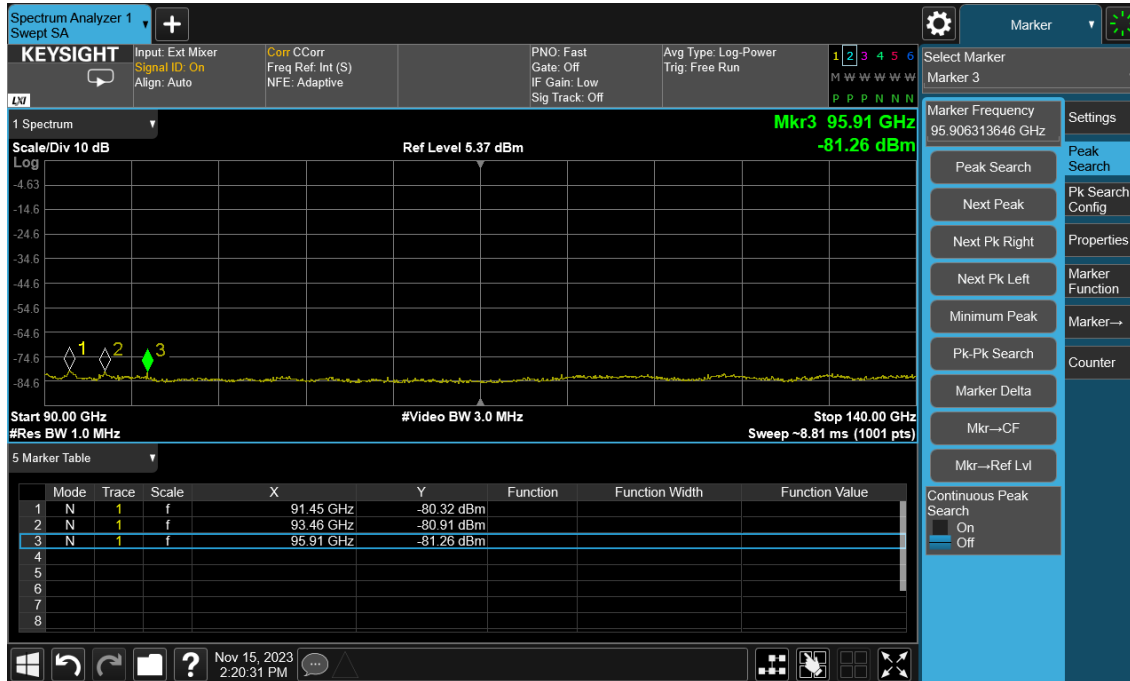 Spectrum Analyzer 1
Swept SA
+
Marker
KEYSIGHT
LXI
Input: Ext Mixer
Signal ID: On
Align: Auto
Corr CCorr
Freq Ref: Int (S)
NFE: Adaptive
PNO: Fast
Gate: Off
IF Gain: Low
Sig Track: Off
Avg Type: Log-Power
Trig: Free Run
1 2 3 4 5 6
M W W W W W
P P P N N N
Select Marker
Marker 3
1 Spectrum
Mkr3 95.91 GHz
Scale/Div 10 dB
Ref Level 5.37 dBm
-81.26 dBm
Log
-4.63
-14.6
-24.6
-34.6
-44.6
-54.6
-64.6
-74.6
-84.6
1 2 3
Start 90.00 GHz
#Video BW 3.0 MHz
Stop 140.00 GHz
#Res BW 1.0 MHz
Sweep ~8.81 ms (1001 pts)
5 Marker Table
Mode Trace Scale X Y Function Function Width Function Value
1 N 1 f 91.45 GHz -80.32 dBm
2 N 1 f 93.46 GHz -80.91 dBm
3 N 1 f 95.91 GHz -81.26 dBm
4
5
6
7
8
Marker Frequency
95.906313646 GHz
Peak Search
Next Peak
Next Pk Right
Next Pk Left
Minimum Peak
Pk-Pk Search
Marker Delta
Mkr→CF
Mkr→Ref Lvl
Continuous Peak
Search
On
Off
Settings
Peak
Search
Pk Search
Config
Properties
Marker
Function
Marker→
Counter
?
Nov 15, 2023
2:20:31 PM